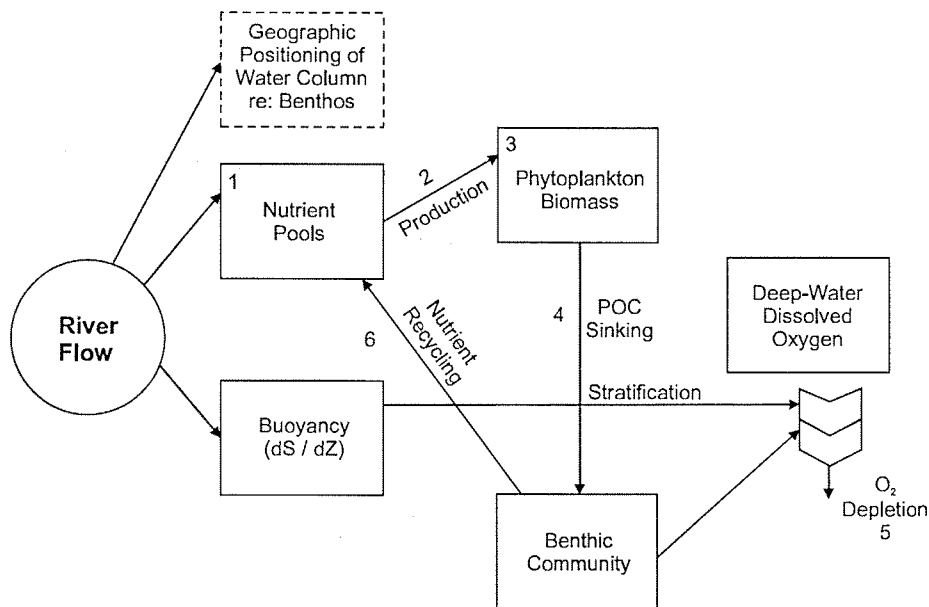 Geographic
Positioning of
Water Column
re: Benthos
1
Nutrient
Pools
2
Production
3
Phytoplankton
Biomass
River
Flow
6
Nutrient
Recycling
4
POC
Sinking
Deep-Water
Dissolved
Oxygen
Buoyancy
(dS / dZ)
Stratification
Benthic
Community
O₂
Depletion
5